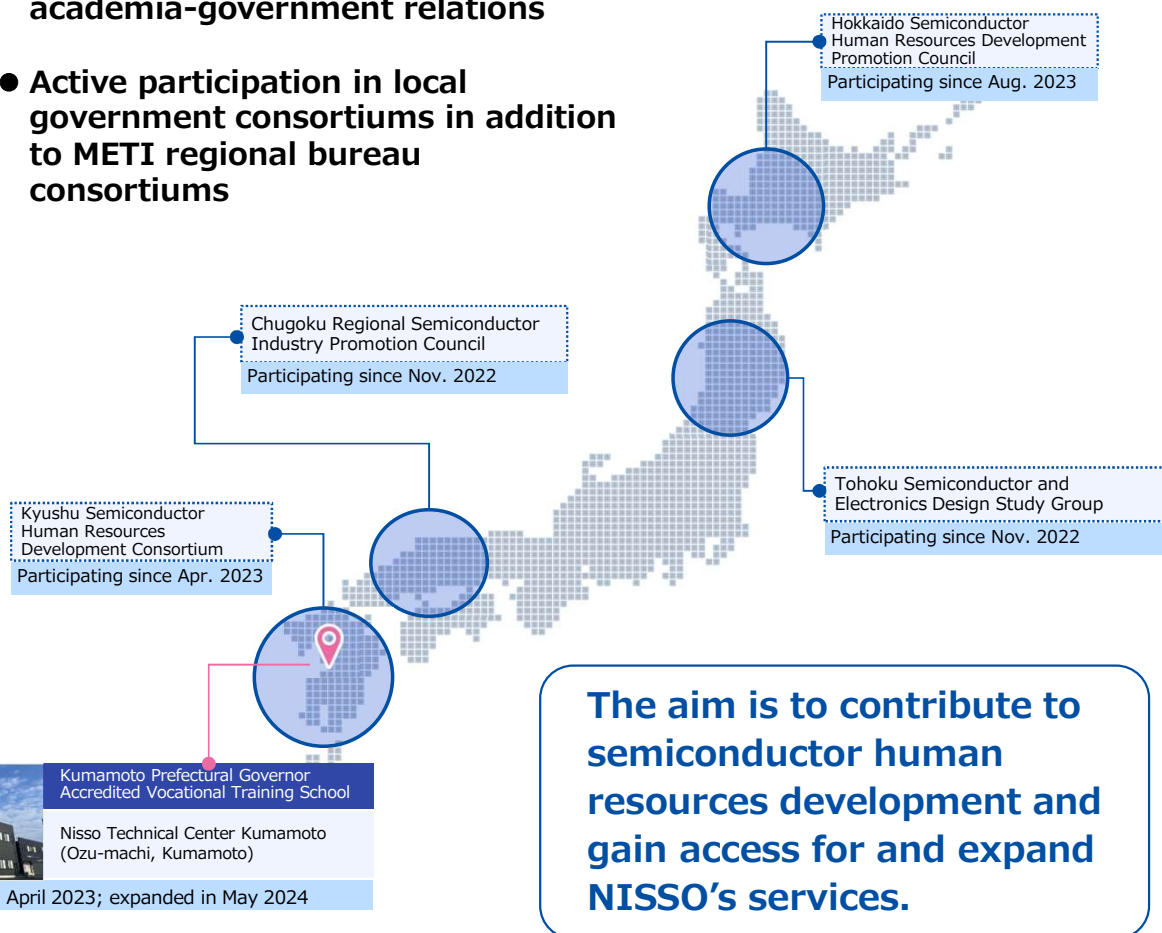 academia-government relations
● Active participation in local
government consortiums in addition
to METI regional bureau
consortiums
Hokkaido Semiconductor
Human Resources Development
Promotion Council
Participating since Aug. 2023
Chugoku Regional Semiconductor
Industry Promotion Council
Participating since Nov. 2022
Tohoku Semiconductor and
Electronics Design Study Group
Participating since Nov. 2022
Kyushu Semiconductor
Human Resources
Development Consortium
Participating since Apr. 2023
Kumamoto Prefectural Governor
Accredited Vocational Training School
Nisso Technical Center Kumamoto
(Ozu-machi, Kumamoto)
April 2023; expanded in May 2024
The aim is to contribute to
semiconductor human
resources development and
gain access for and expand
NISSO’s services.